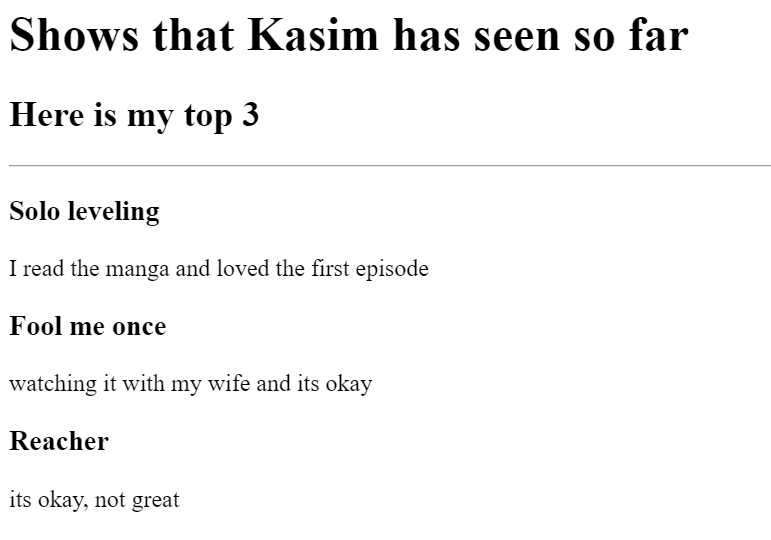 Shows that Kasim has seen so far
Here is my top 3
Solo leveling
I read the manga and loved the first episode
Fool me once
watching it with my wife and its okay
Reacher
its okay, not great